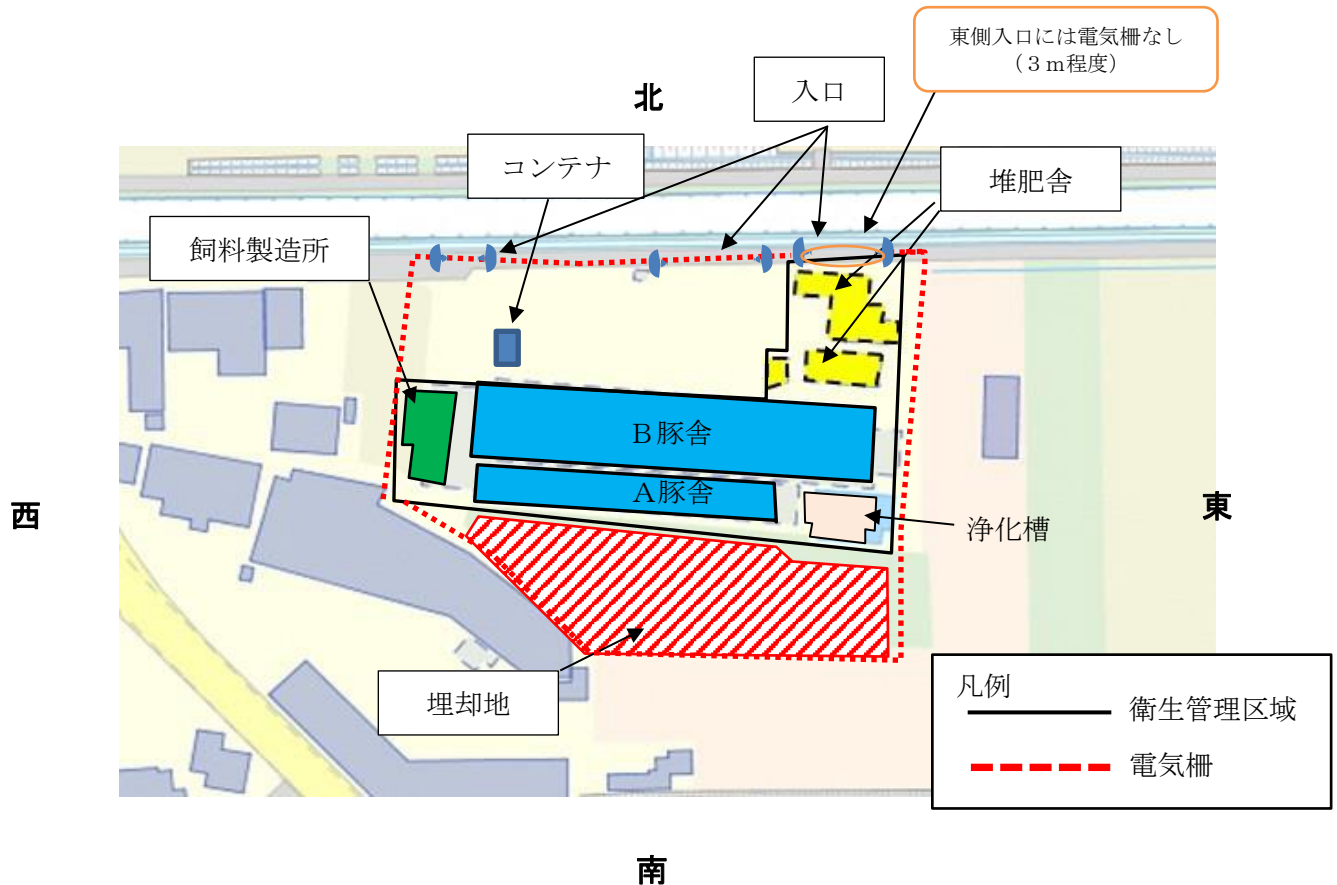 東側入口には電気柵なし
(３ｍ程度)
入口
北
コンテナ
堆肥舎
飼料製造所
Ｂ豚舎
Ａ豚舎
西
東
浄化槽
埋却地
凡例
衛生管理区域
電気柵
南